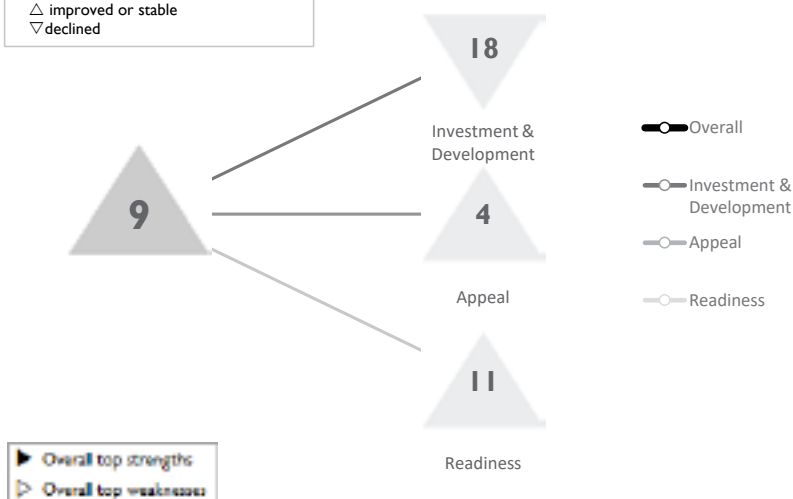 △ improved or stable
▽ declined
18
Investment &
Development
9
4
Appeal
11
Readiness
Overall
Investment &
Development
Appeal
Readiness
▶ Overall top strengths
▷ Overall top weaknesses